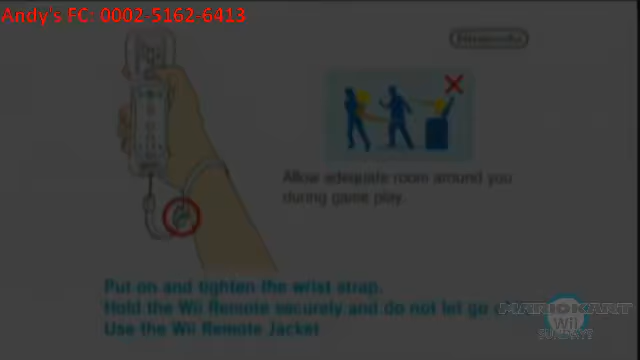 Andy's FC: 0002-5162-6413
Nintendo
Allow adequate room around you
during game play.
Put on and tighten the wrist strap.
Hold the Wii Remote securely and do not let go
Use the Wii Remote Jacket
MARIOKART
Wii